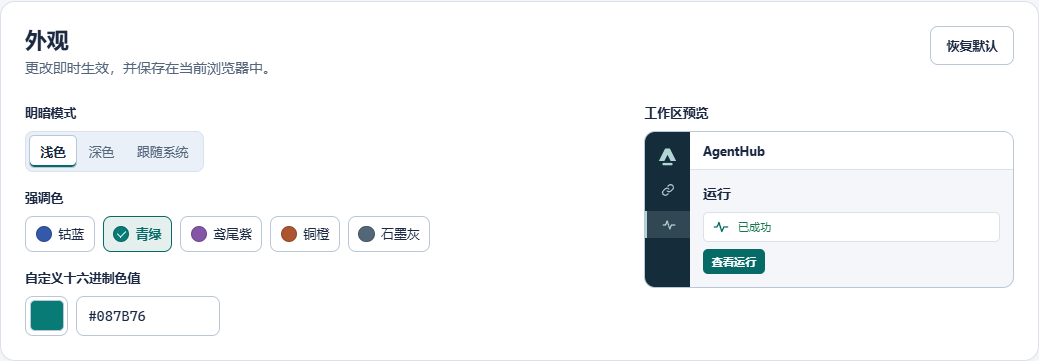 外观
更改即时生效，并保存在当前浏览器中。
恢复默认
明暗模式
浅色 深色 跟随系统
强调色
钴蓝 青绿 鸢尾紫 铜橙 石墨灰
自定义十六进制色值
#087B76
工作区预览
AgentHub
运行
已成功
查看运行